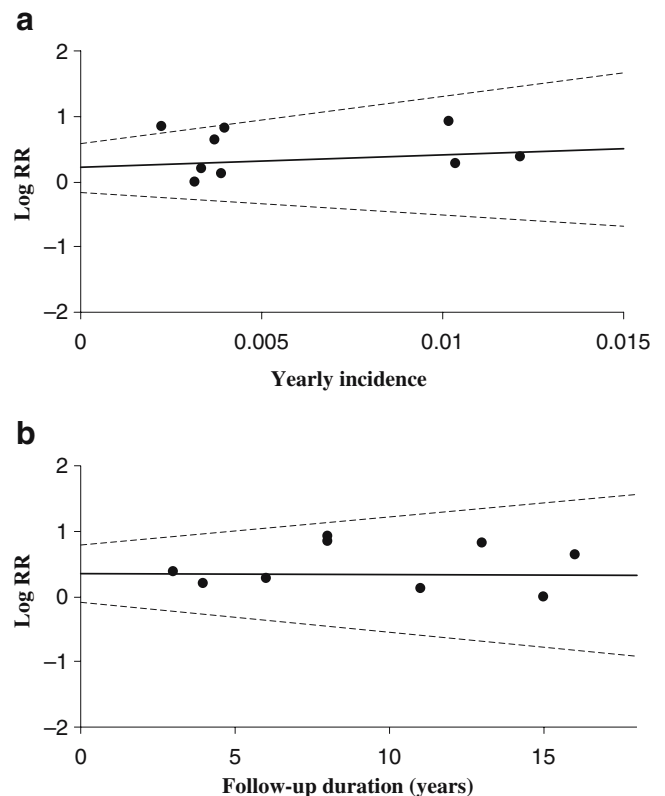 a
2
1
0
–1
–2
Log RR
0 0.005 0.01 0.015
Yearly incidence
b
2
1
0
–1
–2
Log RR
0 5 10 15
Follow-up duration (years)